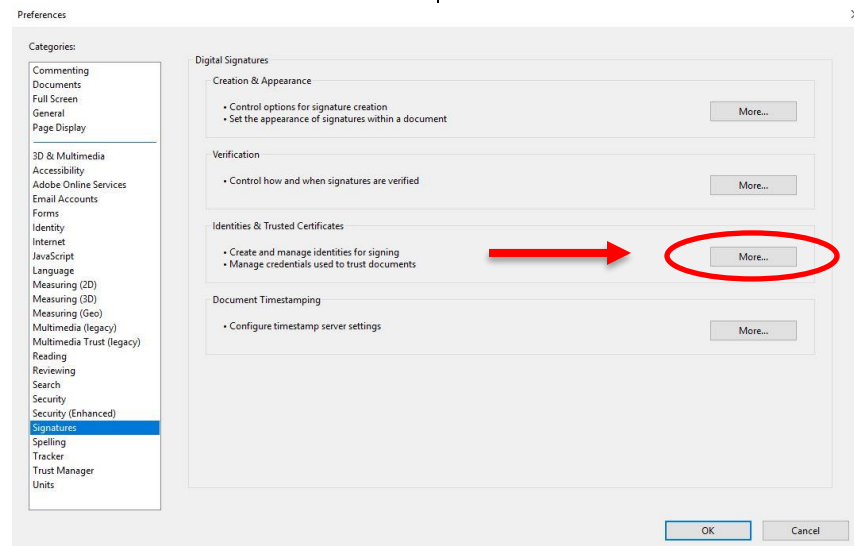 Preferences
Categories:
Commenting
Documents
Full Screen
General
Page Display
3D & Multimedia
Accessibility
Adobe Online Services
Email Accounts
Forms
Identity
Internet
JavaScript
Language
Measuring (2D)
Measuring (3D)
Measuring (Geo)
Multimedia (legacy)
Multimedia Trust (legacy)
Reading
Reviewing
Search
Security
Security (Enhanced)
Signatures
Spelling
Tracker
Trust Manager
Units
Digital Signatures
Creation & Appearance
• Control options for signature creation
• Set the appearance of signatures within a document
More...
Verification
• Control how and when signatures are verified
More...
Identities & Trusted Certificates
• Create and manage identities for signing
• Manage credentials used to trust documents
More...
Document Timestamping
• Configure timestamp server settings
More...
OK
Cancel